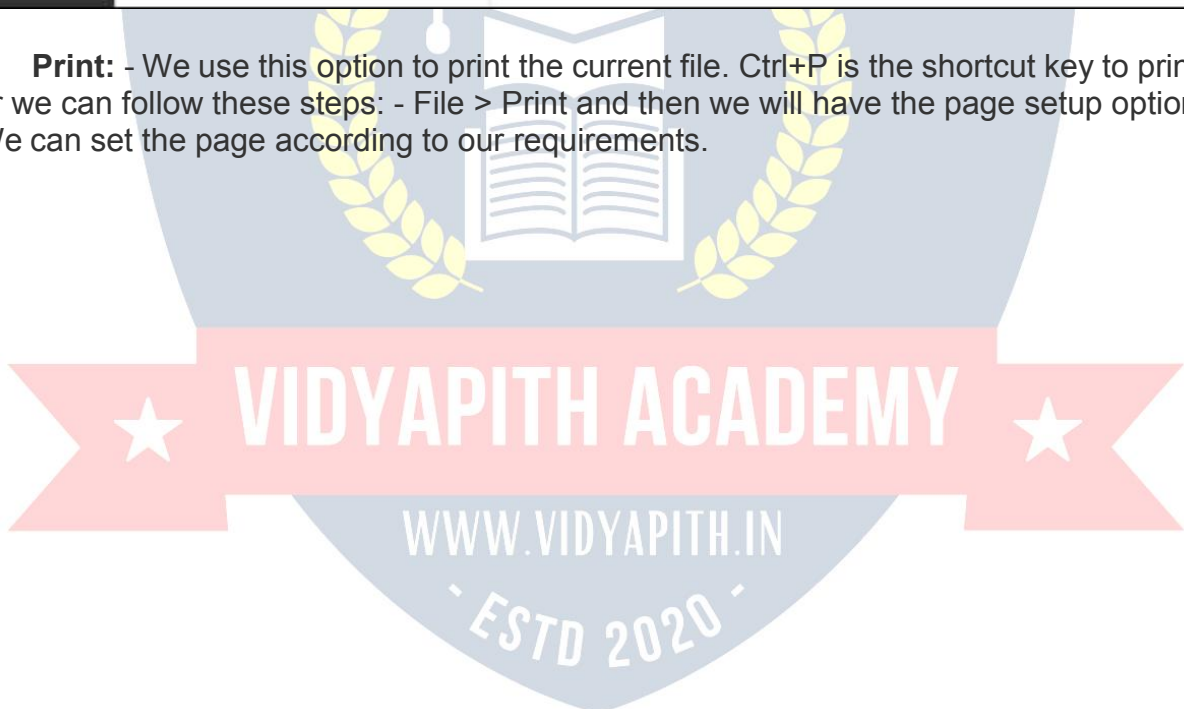 Print: - We use this option to print the current file. Ctrl+P is the shortcut key to prin
r we can follow these steps: - File > Print and then we will have the page setup option
We can set the page according to our requirements.
VIDYAPITH ACADEMY
WWW.VIDYAPITH.IN
- ESTD 2020 -